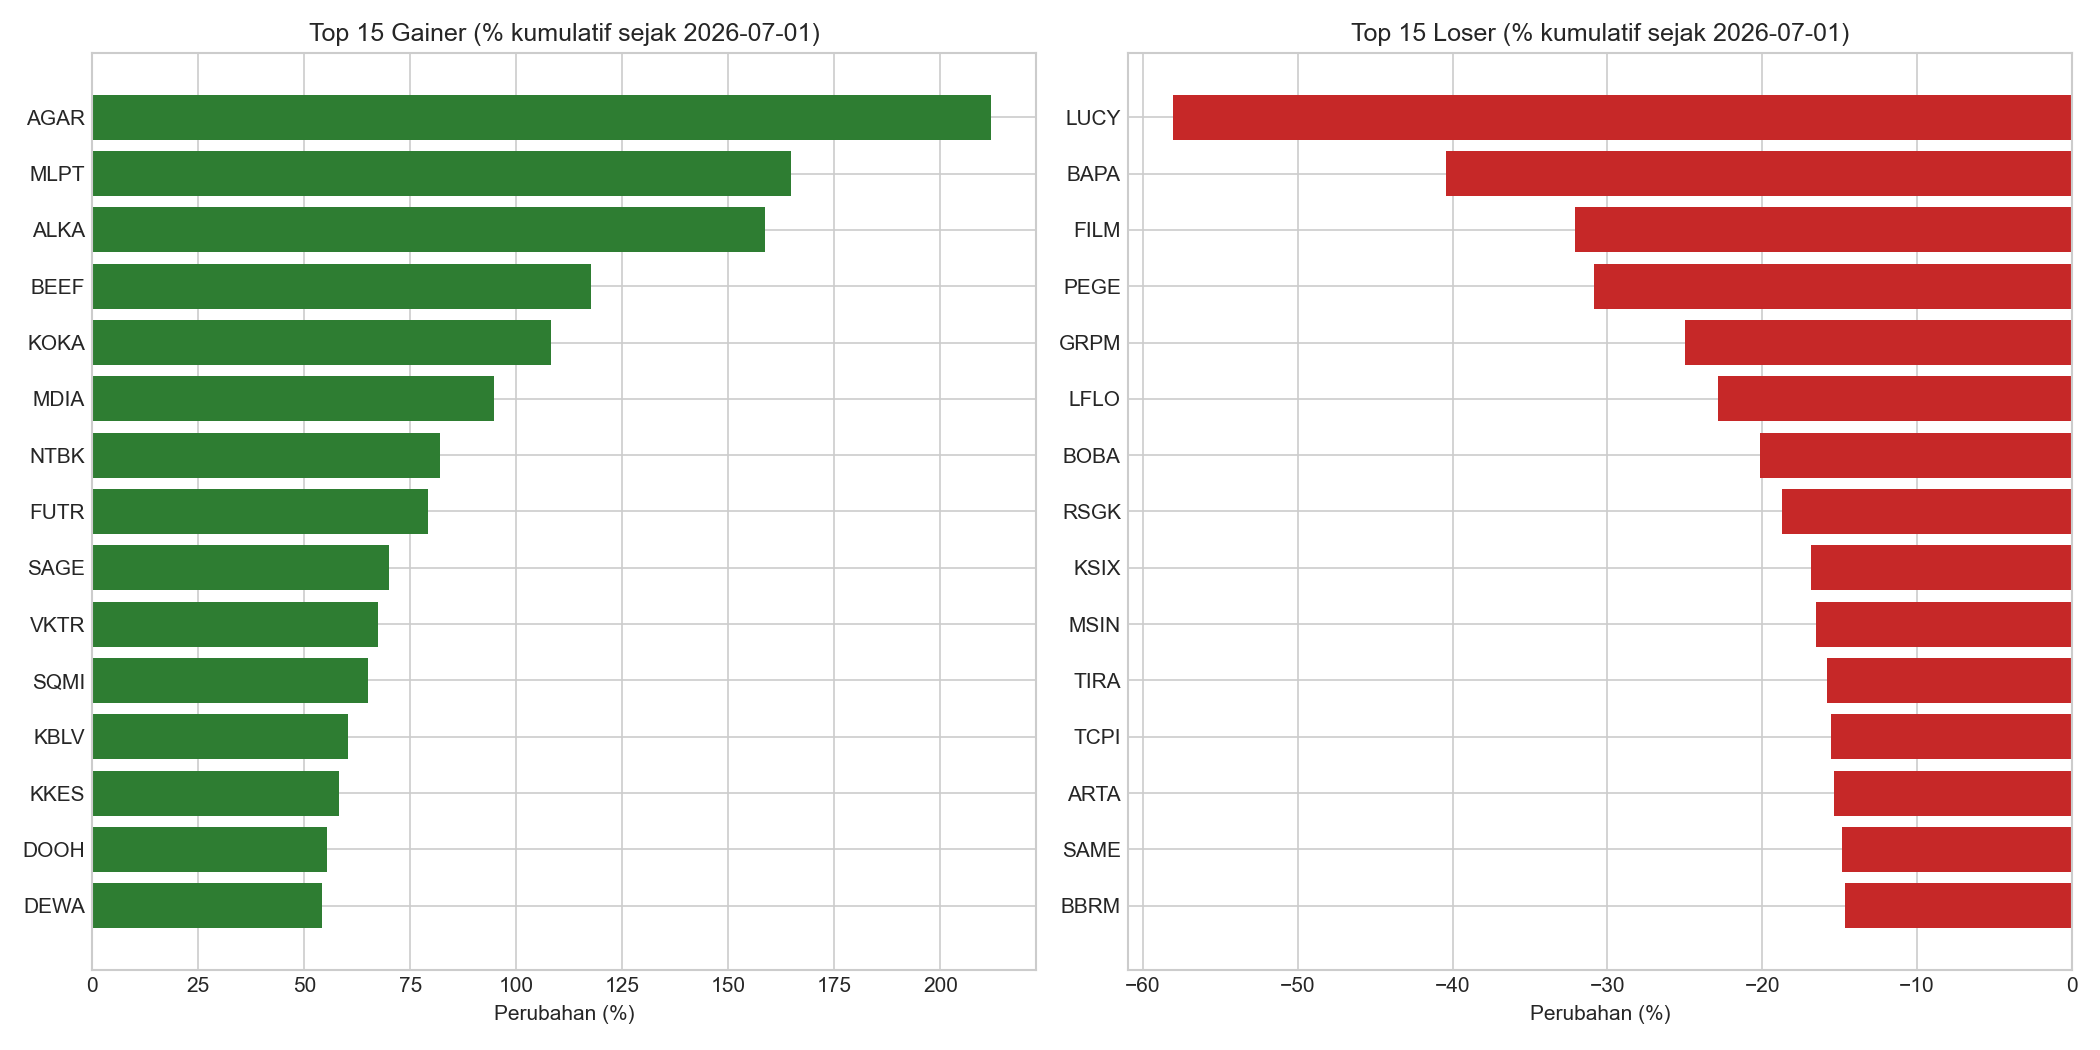 Top 15 Gainer (% kumulatif sejak 2026-07-01)
AGAR
MLPT
ALKA
BEEF
KOKA
MDIA
NTBK
FUTR
SAGE
VKTR
SQMI
KBLV
KKES
DOOH
DEWA
0 25 50 75 100 125 150 175 200
Perubahan (%)
Top 15 Loser (% kumulatif sejak 2026-07-01)
LUCY
BAPA
FILM
PEGE
GRPM
LFLO
BOBA
RSGK
KSIX
MSIN
TIRA
TCPI
ARTA
SAME
BBRM
−60 −50 −40 −30 −20 −10 0
Perubahan (%)